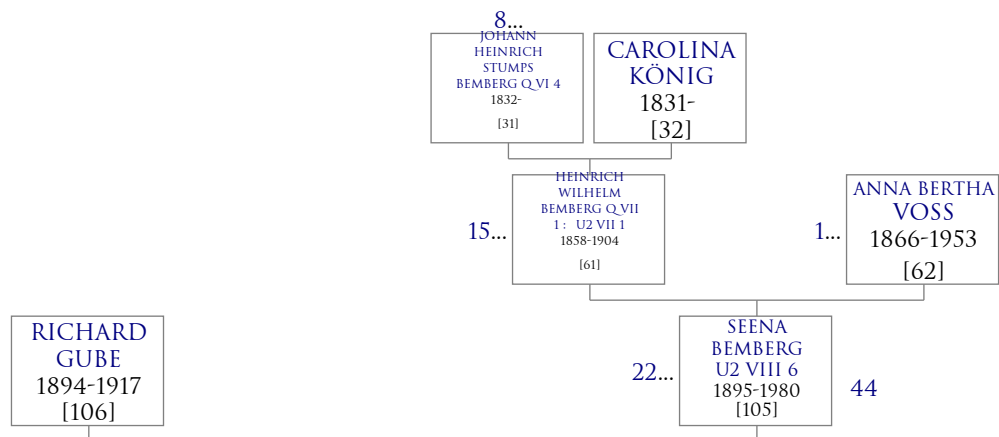 8...
JOHANN
HEINRICH
STUMPS
BEMBERG Q VI 4
1832-
[31]
CAROLINA
KÖNIG
1831-
[32]
15...
HEINRICH
WILHELM
BEMBERG Q VII
1 : U2 VII 1
1858-1904
[61]
1...
ANNA BERTHA
VOSS
1866-1953
[62]
RICHARD
GUBE
1894-1917
[106]
22...
SEENA
BEMBERG
U2 VIII 6
1895-1980
[105]
44